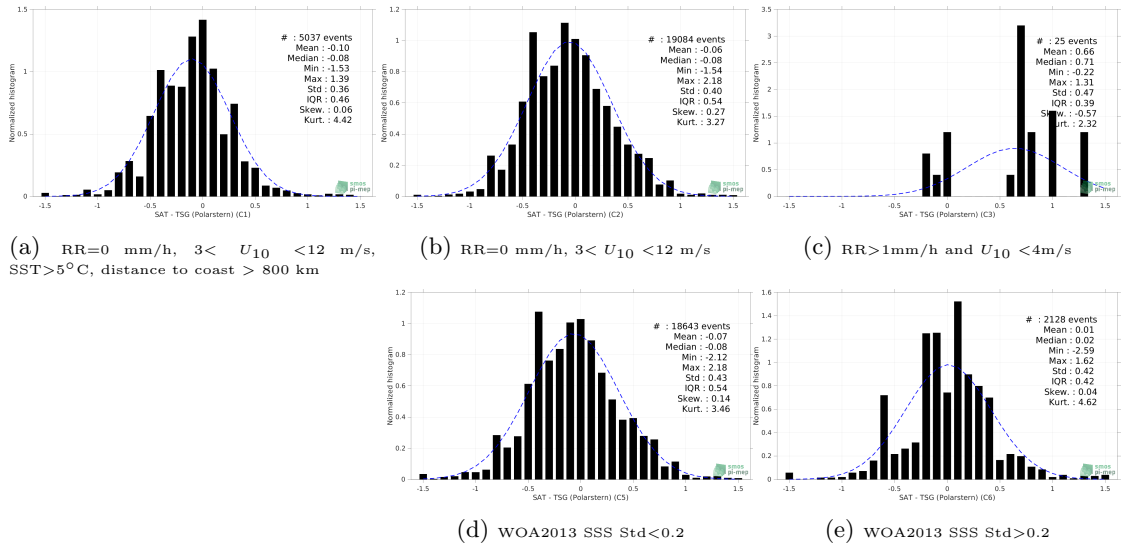 1.5
1
0.5
0
Normalized histogram
# : 5037 events
Mean : -0.10
Median : -0.08
Min : -1.53
Max : 1.39
Std : 0.36
IQR : 0.46
Skew. : 0.06
Kurt. : 4.42
smos
pi-mep
-1.5 -1 -0.5 0 0.5 1 1.5
SAT - TSG (Polarstern) (C1)
(a) RR=0 mm/h, 3< U10 <12 m/s,
SST>5°C, distance to coast > 800 km
1.2
1
0.8
0.6
0.4
0.2
0
Normalized histogram
# : 19084 events
Mean : -0.06
Median : -0.08
Min : -1.54
Max : 2.18
Std : 0.40
IQR : 0.54
Skew. : 0.27
Kurt. : 3.27
smos
pi-mep
-1.5 -1 -0.5 0 0.5 1 1.5
SAT - TSG (Polarstern) (C2)
(b) RR=0 mm/h, 3< U10 <12 m/s
3.5
3
2.5
2
1.5
1
0.5
0
Normalized histogram
# : 25 events
Mean : 0.66
Median : 0.71
Min : -0.22
Max : 1.31
Std : 0.47
IQR : 0.39
Skew. : -0.57
Kurt. : 2.32
smos
pi-mep
-1.5 -1 -0.5 0 0.5 1 1.5
SAT - TSG (Polarstern) (C3)
(c) RR>1mm/h and U10 <4m/s
1.2
1
0.8
0.6
0.4
0.2
0
Normalized histogram
# : 18643 events
Mean : -0.07
Median : -0.08
Min : -2.12
Max : 2.18
Std : 0.43
IQR : 0.54
Skew. : 0.14
Kurt. : 3.46
smos
pi-mep
-1.5 -1 -0.5 0 0.5 1 1.5
SAT - TSG (Polarstern) (C5)
(d) WOA2013 SSS Std<0.2
1.6
1.4
1.2
1
0.8
0.6
0.4
0.2
0
Normalized histogram
# : 2128 events
Mean : 0.01
Median : 0.02
Min : -2.59
Max : 1.62
Std : 0.42
IQR : 0.42
Skew. : 0.04
Kurt. : 4.62
smos
pi-mep
-1.5 -1 -0.5 0 0.5 1 1.5
SAT - TSG (Polarstern) (C6)
(e) WOA2013 SSS Std>0.2